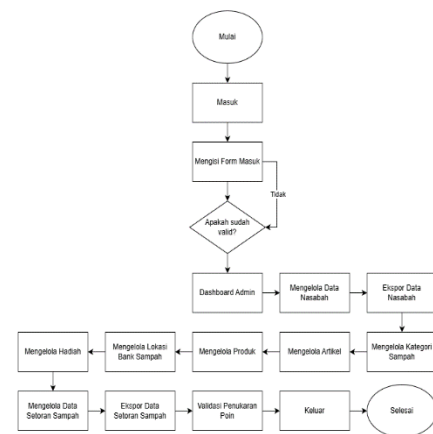 Mulai
Masuk
Mengisi Form Masuk
Tidak
Apakah sudah
valid?
Dashboard Admin
Mengelola Data
Nasabah
Ekspor Data
Nasabah
Mengelola Hadiah
Mengelola Lokasi
Bank Sampah
Mengelola Produk
Mengelola Artikel
Mengelola Kategori
Sampah
Mengelola Data
Setoran Sampah
Ekspor Data
Setoran Sampah
Validasi Penukaran
Poin
Keluar
Selesai